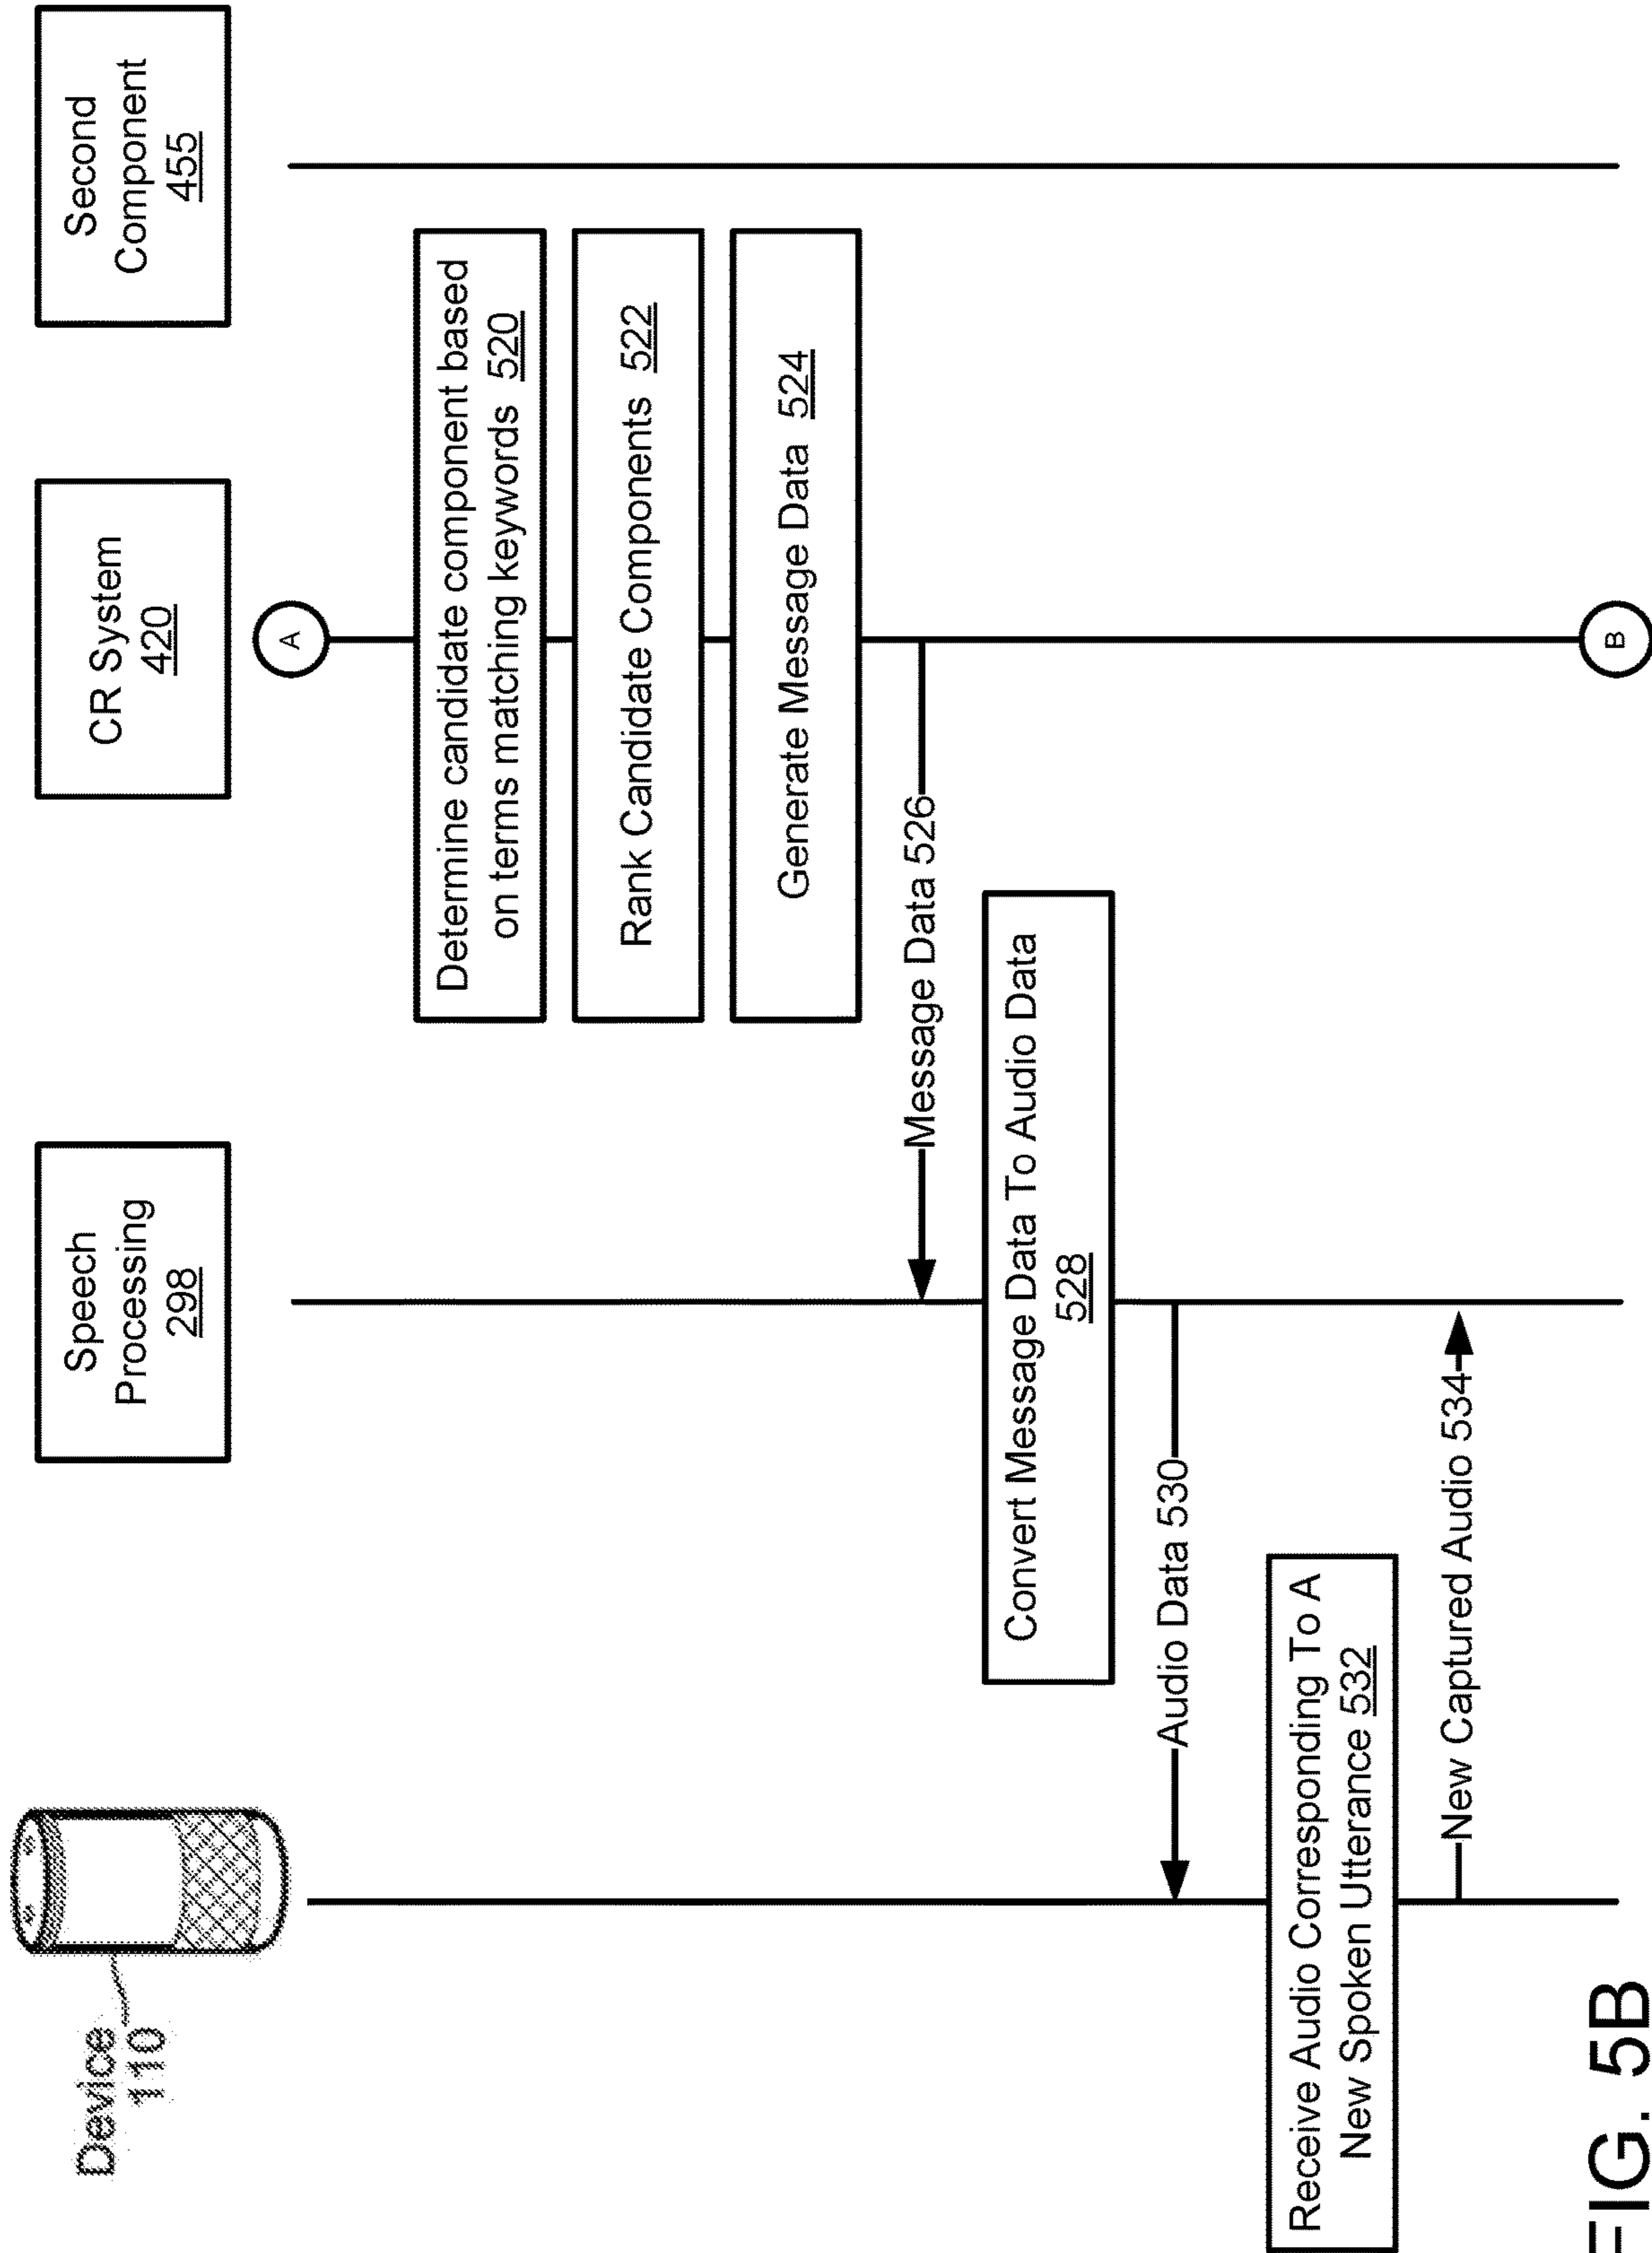 Device
110
Speech
Processing
298
CR System
420
Second
Component
455
A
Determine candidate component based
on terms matching keywords 520
Rank Candidate Components 522
Generate Message Data 524
Message Data 526
Convert Message Data To Audio Data
528
Audio Data 530
Receive Audio Corresponding To A
New Spoken Utterance 532
New Captured Audio 534
B
FIG. 5B